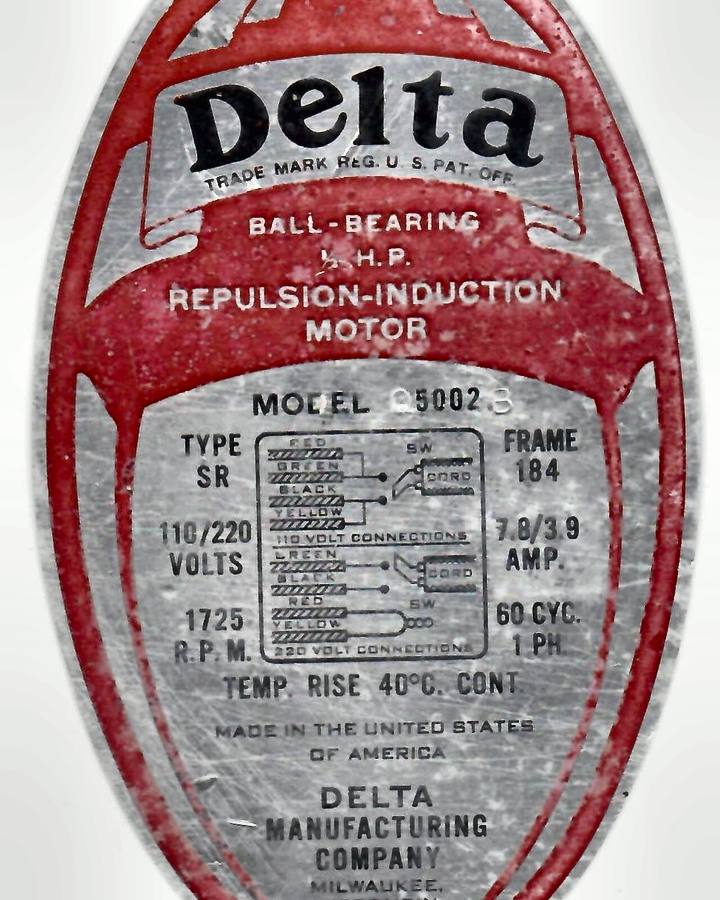 Delta
TRADE MARK REG. U. S. PAT. OFF.
BALL-BEARING
H.P.
REPULSION-INDUCTION
MOTOR
MODEL 5002
TYPE
SR
FRAME
184
RED
GREEN
BLACK
YELLOW
SW
CORD
110 VOLT CONNECTIONS
110/220
VOLTS
7.8/3.9
AMP.
GREEN
BLACK
RED
YELLOW
CORD
SW
220 VOLT CONNECTIONS
1725
R.P.M.
60 CYC.
1 PH.
TEMP. RISE 40°C. CONT.
MADE IN THE UNITED STATES
OF AMERICA
DELTA
MANUFACTURING
COMPANY
MILWAUKEE,